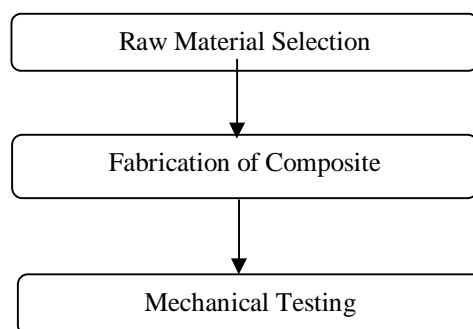 Raw Material Selection
Fabrication of Composite
Mechanical Testing